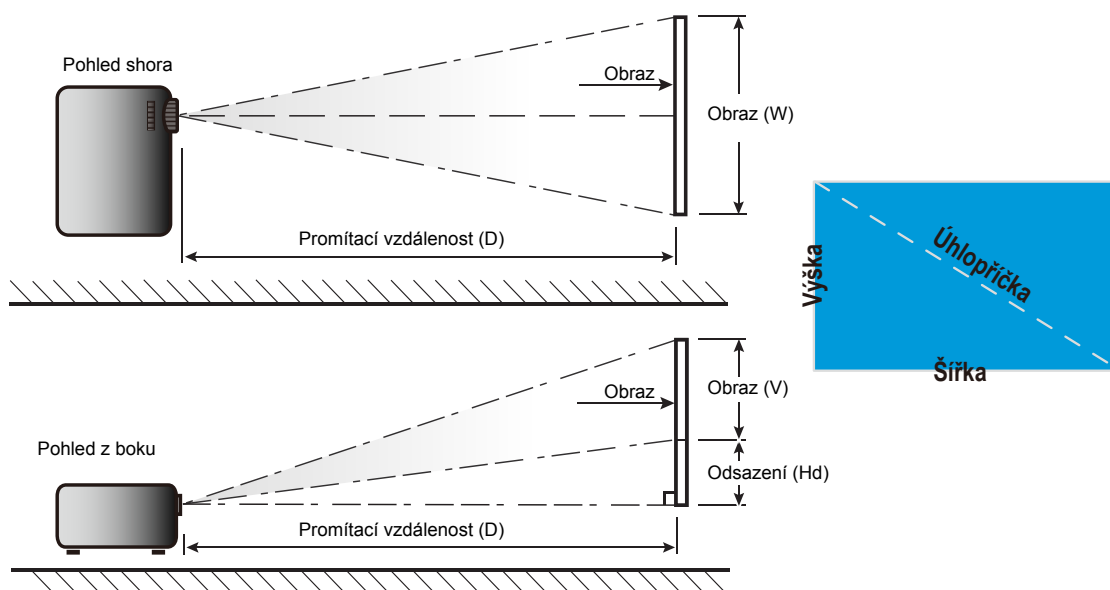 Pohled shora
Obraz
Obraz (W)
Promítací vzdálenost (D)
Výška
Úhlopříčka
Šířka
Pohled z boku
Obraz
Obraz (V)
Odsazení (Hd)
Promítací vzdálenost (D)